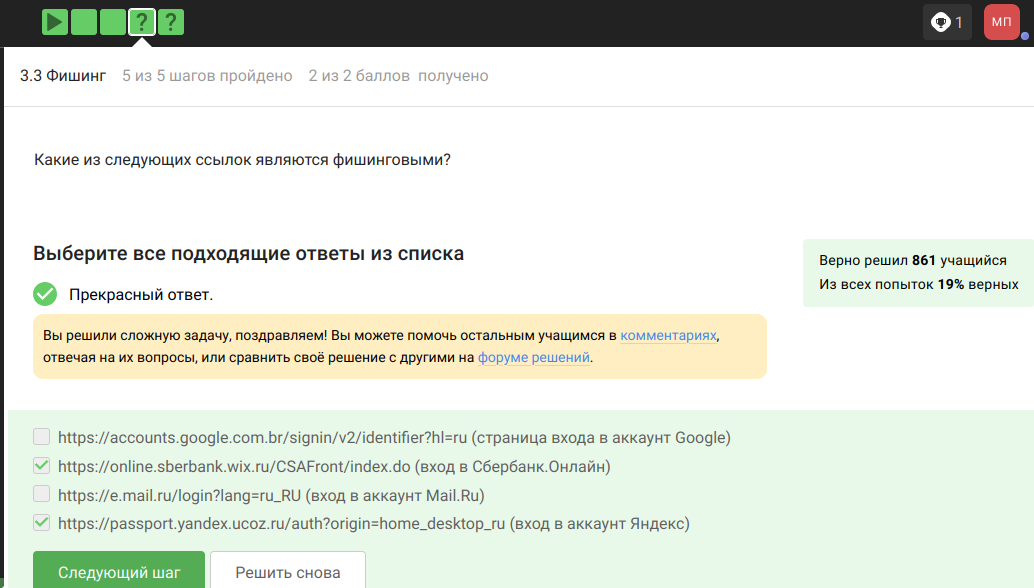 ? ?
1
МП
3.3 Фишинг 5 из 5 шагов пройдено 2 из 2 баллов получено
Какие из следующих ссылок являются фишинговыми?
Выберите все подходящие ответы из списка
Верно решил 861 учащийся
Из всех попыток 19% верных
Прекрасный ответ.
Вы решили сложную задачу, поздравляем! Вы можете помочь остальным учащимся в комментариях,
отвечая на их вопросы, или сравнить своё решение с другими на форуме решений.
https://accounts.google.com.br/signin/v2/identifier?hl=ru (страница входа в аккаунт Google)
https://online.sberbank.wix.ru/CSAFront/index.do (вход в Сбербанк.Онлайн)
https://e.mail.ru/login?lang=ru_RU (вход в аккаунт Mail.Ru)
https://passport.yandex.ucoz.ru/auth?origin=home_desktop_ru (вход в аккаунт Яндекс)
Следующий шаг Решить снова